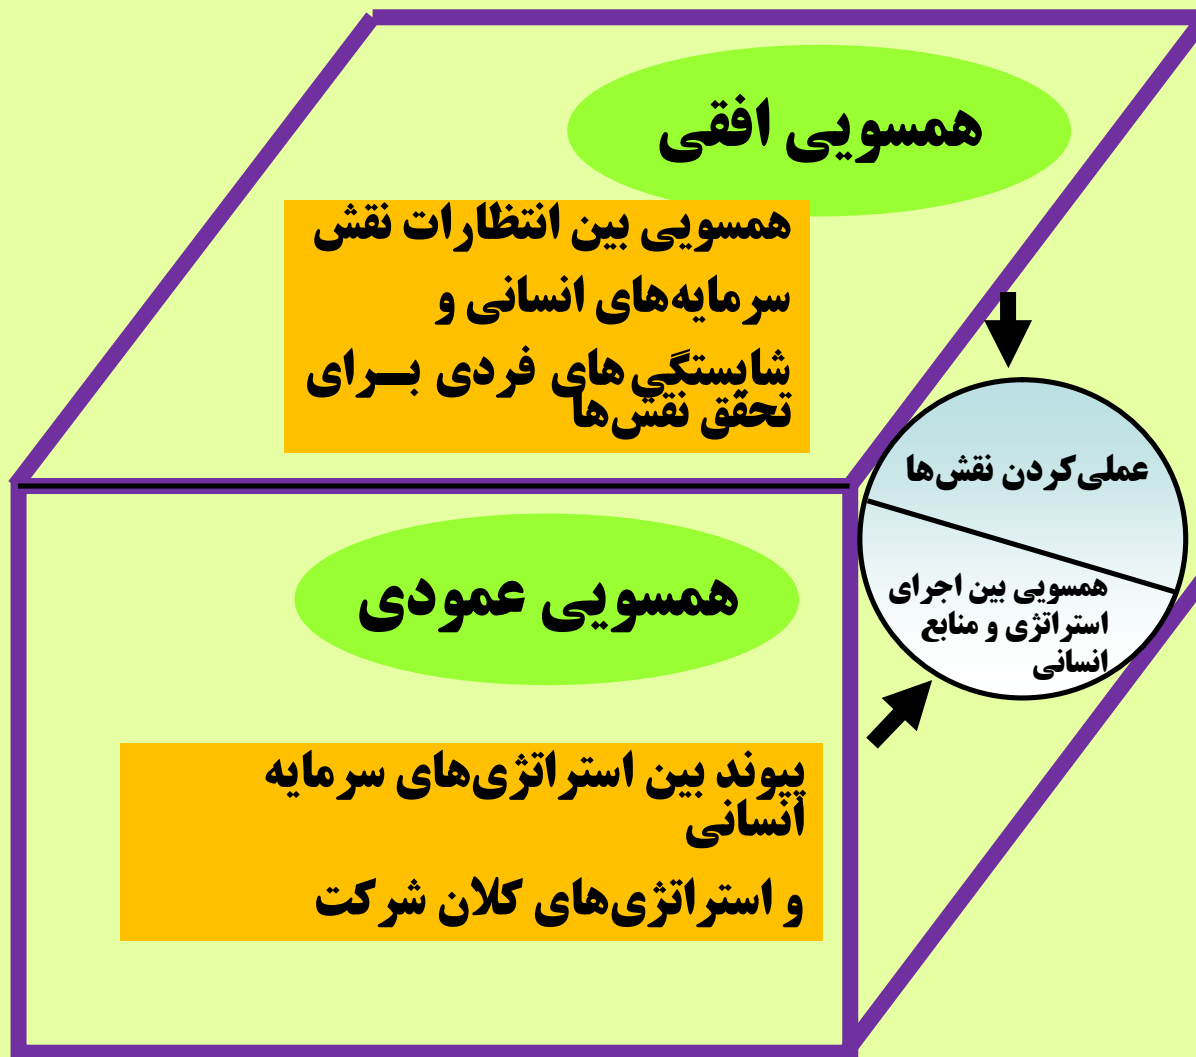 همسویی افقی
همسویی بین انتظارات نقش
سرمایه‌های انسانی و
شایستگی‌های فردی بــرای
تحقق نقش‌ها
عملی‌کردن نقش‌ها
همسویی بین اجرای
استراتژی و منابع
انسانی
همسویی عمودی
پیوند بین استراتژی‌های سرمایه
انسانی
و استراتژی‌های کلان شرکت